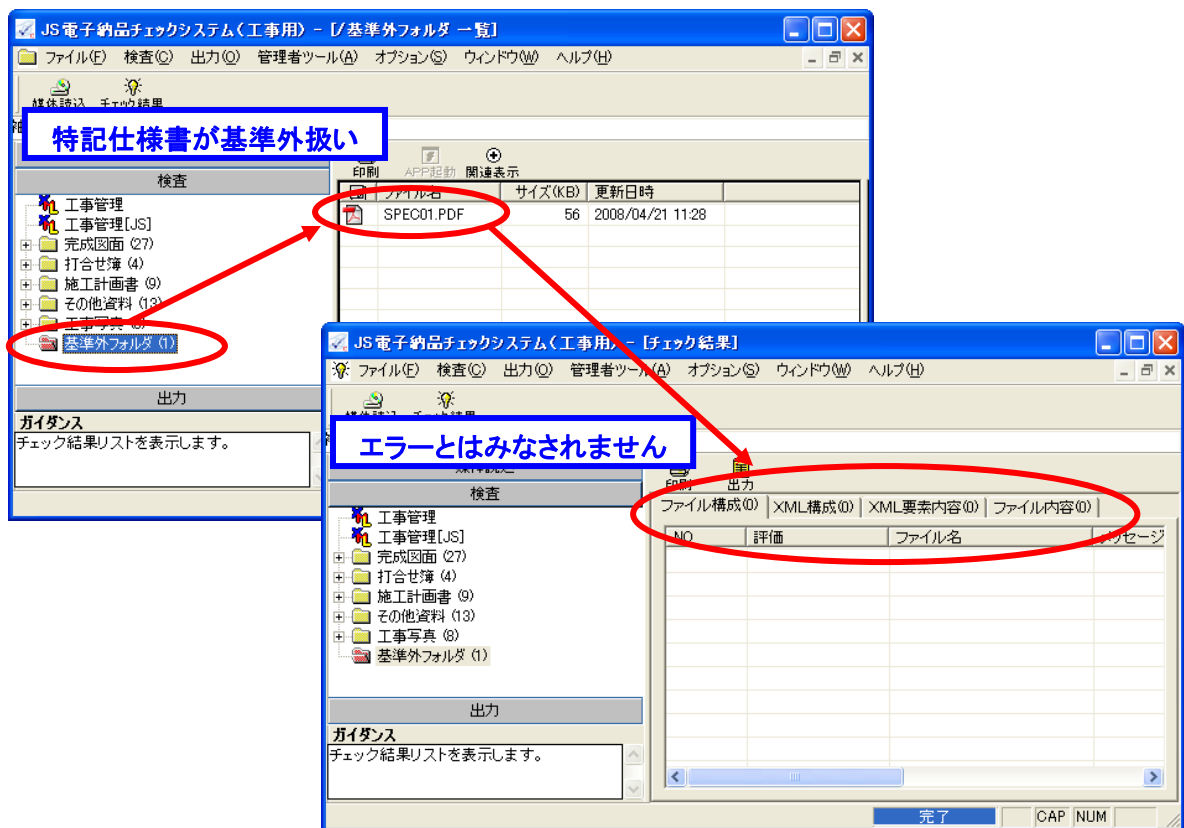 JS電子納品チェックシステム(工事用) - [/基準外フォルダ 一覧]
ファイル(F) 検査(C) 出力(O) 管理者ツール(A) オプション(S) ウィンドウ(W) ヘルプ(H)
媒体読込 チェック結果
特記仕様書が基準外扱い
検査
工事管理
工事管理[JS]
完成図面 (27)
打合せ簿 (4)
施工計画書 (9)
その他資料 (13)
工事写真 (8)
基準外フォルダ (1)
出力
ガイダンス
チェック結果リストを表示します。
印刷 APP起動 関連表示
ファイル名 サイズ(KB) 更新日時
SPEC01.PDF 56 2008/04/21 11:28
JS電子納品チェックシステム(工事用) - [チェック結果]
ファイル(F) 検査(C) 出力(O) 管理者ツール(A) オプション(S) ウィンドウ(W) ヘルプ(H)
エラーとはみなされません
検査
工事管理
工事管理[JS]
完成図面 (27)
打合せ簿 (4)
施工計画書 (9)
その他資料 (13)
工事写真 (8)
基準外フォルダ (1)
出力
ガイダンス
チェック結果リストを表示します。
印刷 出力
ファイル構成(0) XML構成(0) XML要素内容(0) ファイル内容(0)
NO 評価 ファイル名 メッセージ
完了 CAP NUM